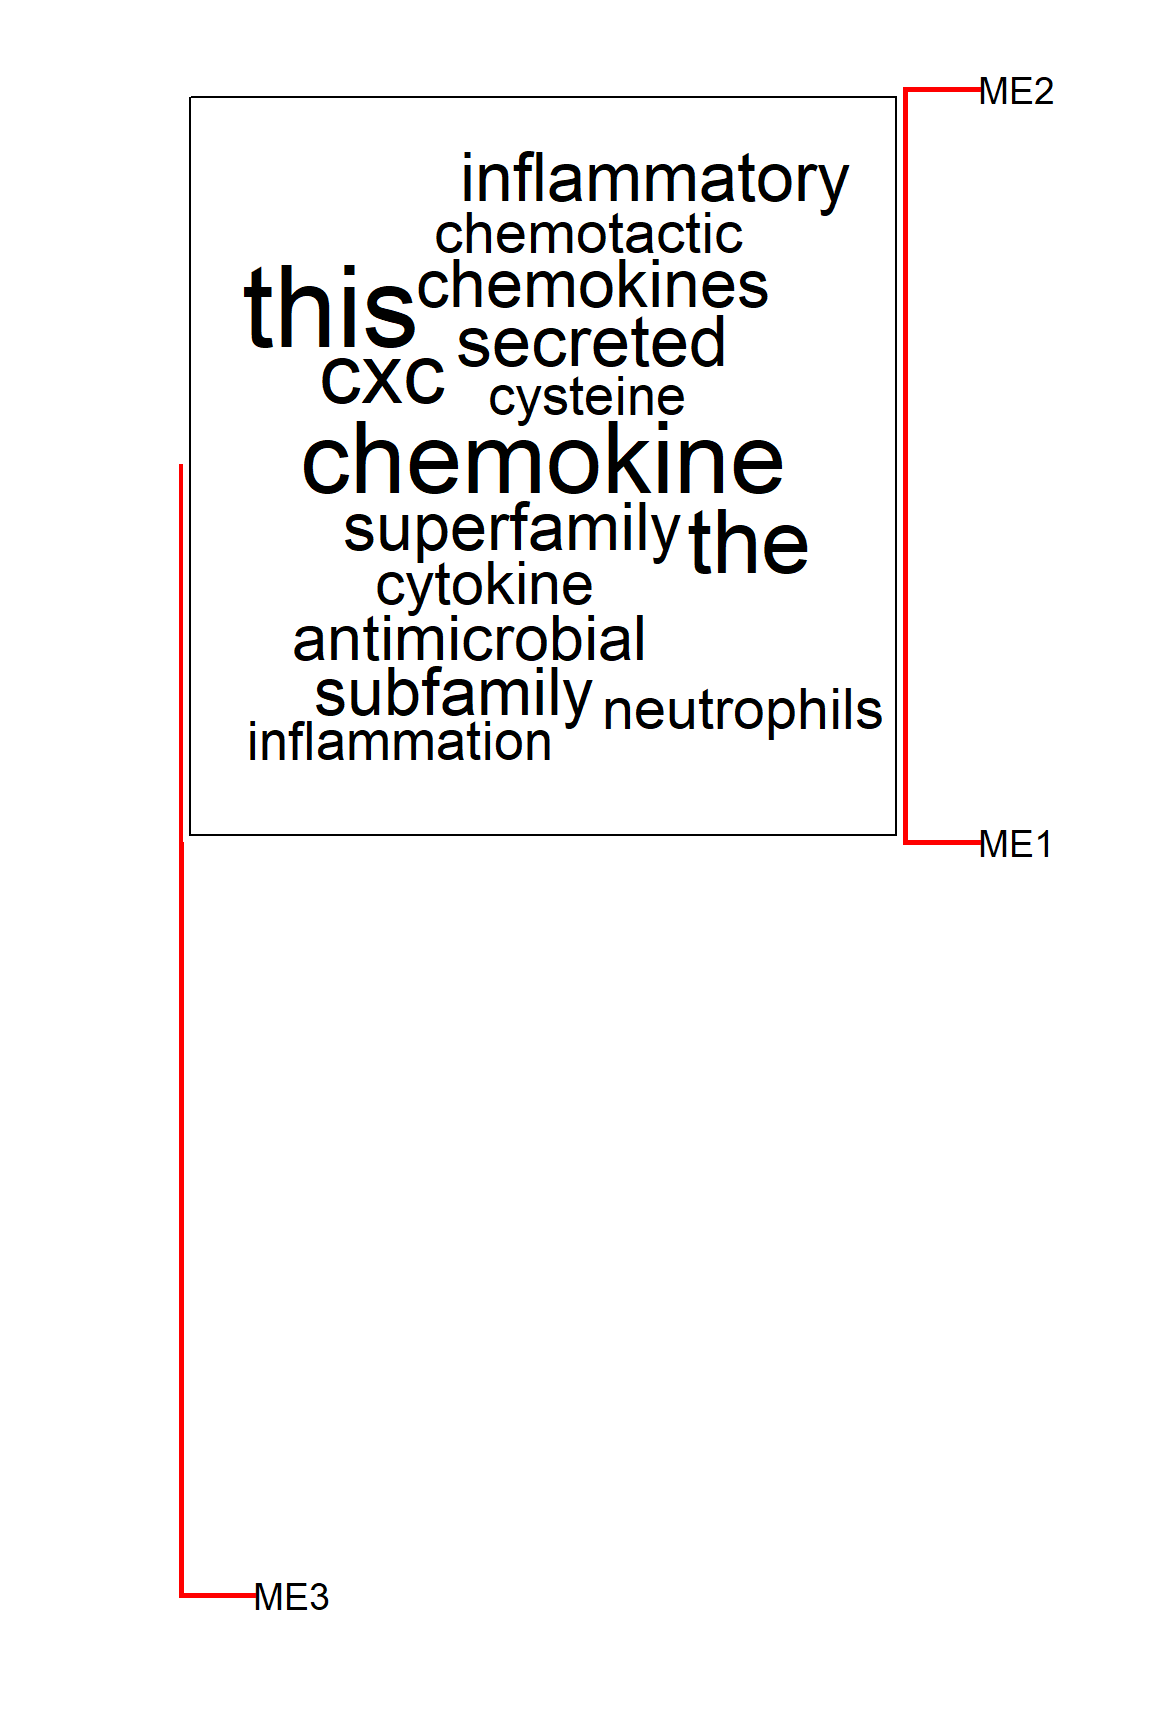 ME2
inflammatory
chemotactic
chemokines
this
secreted
cxc
cysteine
chemokine
superfamily
the
cytokine
antimicrobial
subfamily
neutrophils
inflammation
ME1
ME3